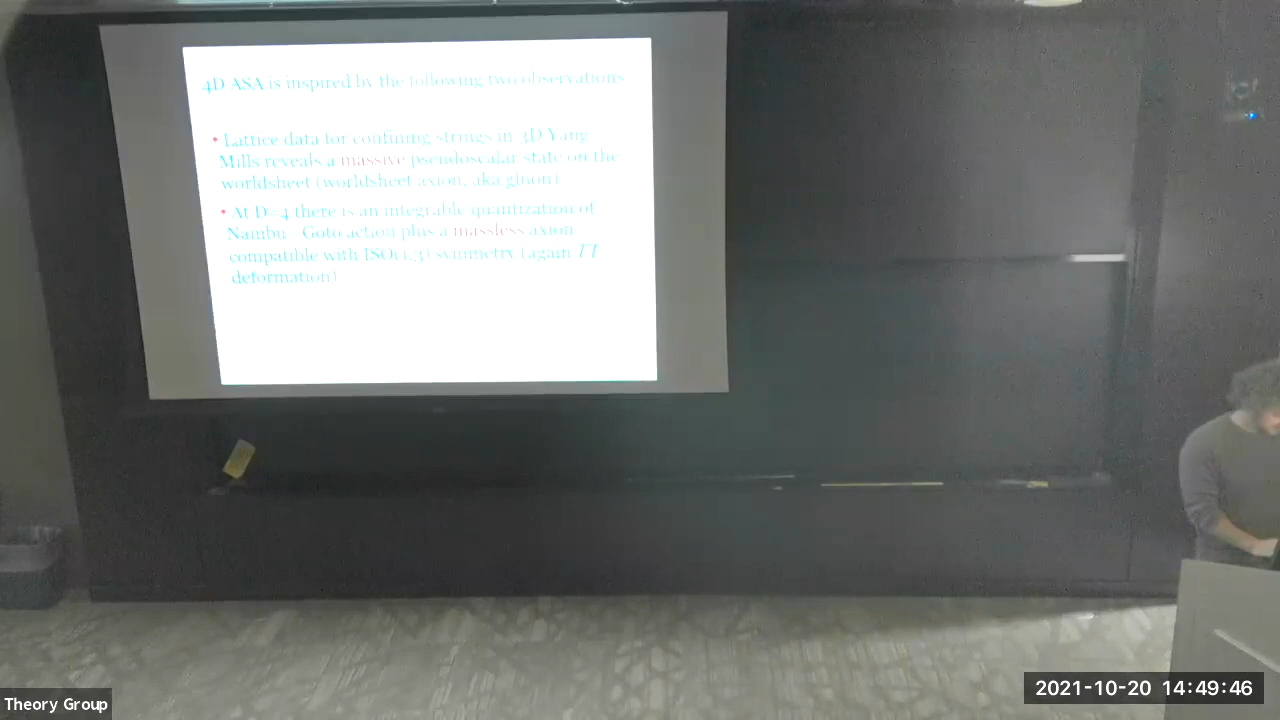 4D ASA is inspired by the following two observations
• Lattice data for confining strings in 3D Yang
Mills reveals a massive pseudoscalar state on the
worldsheet (worldsheet axion, aka gluon)
• At D=4 there is an integrable quantization of
Nambu - Goto action plus a massless axion
compatible with ISO(1,3) symmetry (again
deformation)
2021-10-20 14:49:46
Theory Group